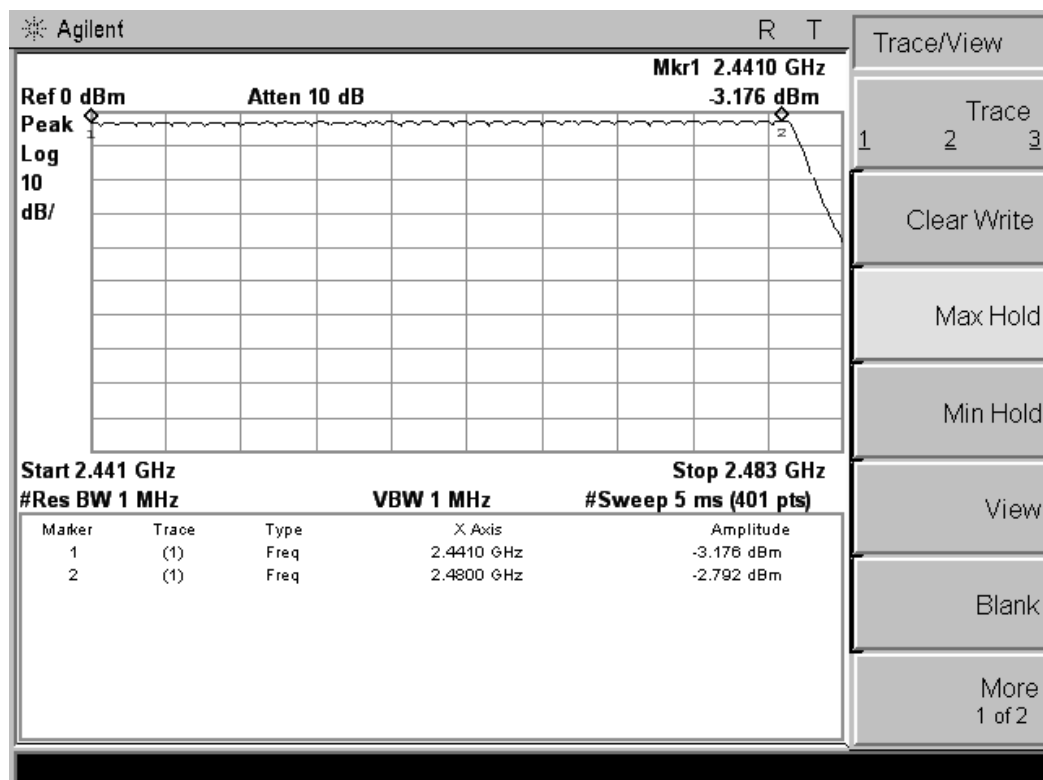 Agilent R T
Mkr1 2.4410 GHz
Ref 0 dBm Atten 10 dB -3.176 dBm
Peak
Log
10
dB/
1
2
Start 2.441 GHz Stop 2.483 GHz
#Res BW 1 MHz VBW 1 MHz #Sweep 5 ms (401 pts)
Marker Trace Type X Axis Amplitude
1 (1) Freq 2.4410 GHz -3.176 dBm
2 (1) Freq 2.4800 GHz -2.792 dBm
Trace/View
Trace
1 2 3
Clear Write
Max Hold
Min Hold
View
Blank
More
1 of 2